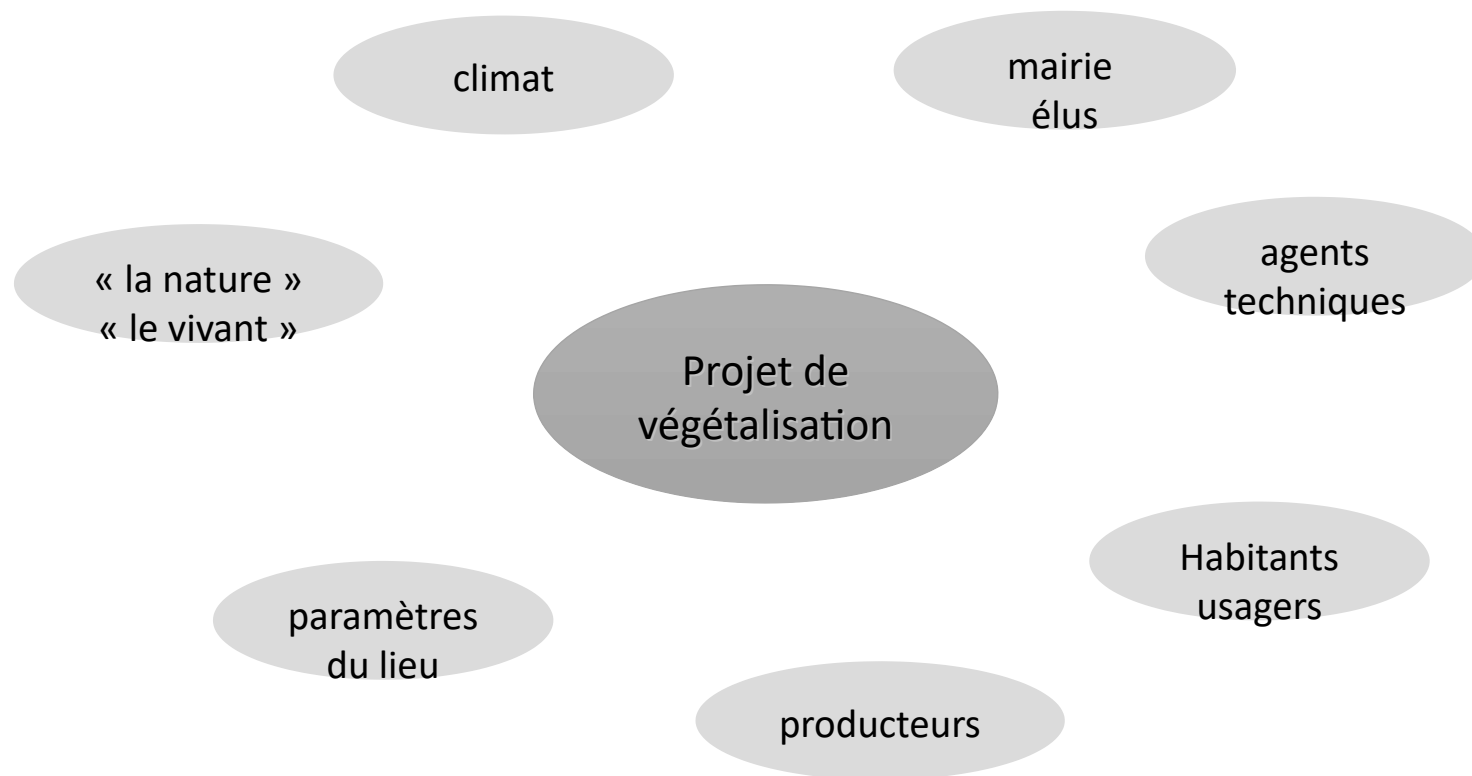 climat
mairie
élus
« la nature »
« le vivant »
agents
techniques
Projet de
végétalisation
Habitants
usagers
paramètres
du lieu
producteurs